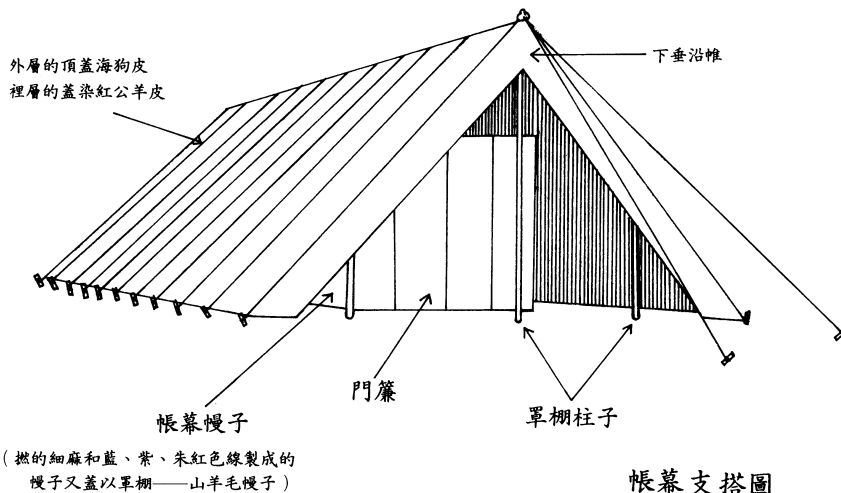 外層的頂蓋海狗皮
裡層的蓋染紅公羊皮
下垂沿帷
門簾
帳幕幔子
罩棚柱子
（撚的細麻和藍、紫、朱紅色線製成的
幔子又蓋以罩棚——山羊毛幔子）
帳幕支搭圖